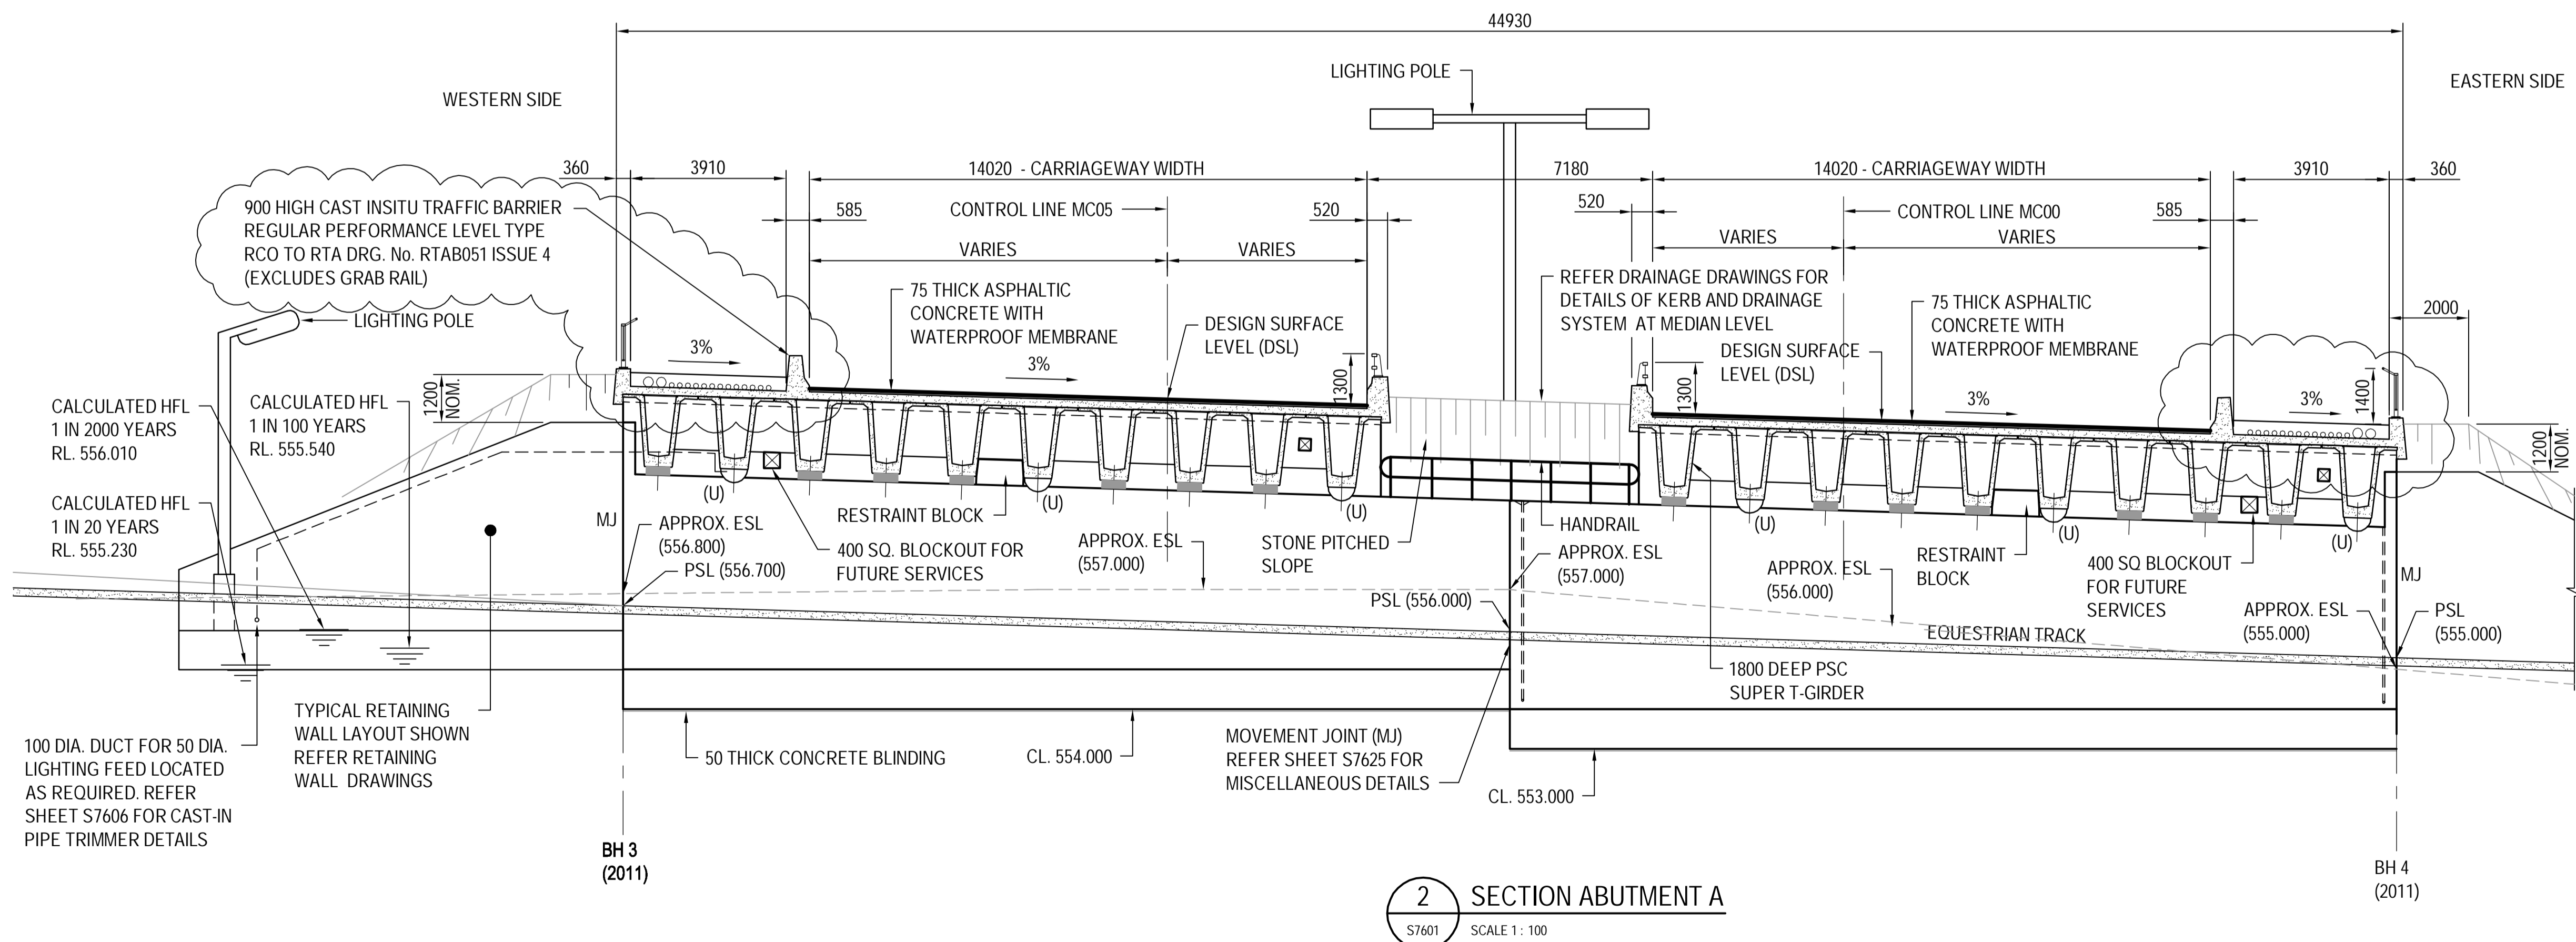 44930
LIGHTING POLE
WESTERN SIDE
EASTERN SIDE
360
3910
14020 - CARRIAGEWAY WIDTH
7180
14020 - CARRIAGEWAY WIDTH
3910
360
900 HIGH CAST INSITU TRAFFIC BARRIER
REGULAR PERFORMANCE LEVEL TYPE
RCO TO RTA DRG. No. RTAB051 ISSUE 4
(EXCLUDES GRAB RAIL)
585
CONTROL LINE MC05
520
520
CONTROL LINE MC00
585
VARIES
VARIES
VARIES
VARIES
LIGHTING POLE
75 THICK ASPHALTIC
CONCRETE WITH
WATERPROOF MEMBRANE
DESIGN SURFACE
LEVEL (DSL)
REFER DRAINAGE DRAWINGS FOR
DETAILS OF KERB AND DRAINAGE
SYSTEM AT MEDIAN LEVEL
DESIGN SURFACE
LEVEL (DSL)
75 THICK ASPHALTIC
CONCRETE WITH
WATERPROOF MEMBRANE
2000
3%
3%
1300
1300
3%
3%
1400
1200
NOM.
1200
NOM.
CALCULATED HFL
1 IN 2000 YEARS
RL. 556.010
CALCULATED HFL
1 IN 100 YEARS
RL. 555.540
CALCULATED HFL
1 IN 20 YEARS
RL. 555.230
MJ
(U)
RESTRAINT BLOCK
(U)
(U)
(U)
(U)
(U)
APPROX. ESL
(556.800)
PSL (556.700)
400 SQ. BLOCKOUT FOR
FUTURE SERVICES
APPROX. ESL
(557.000)
STONE PITCHED
SLOPE
HANDRAIL
APPROX. ESL
(557.000)
PSL (556.000)
APPROX. ESL
(556.000)
RESTRAINT
BLOCK
400 SQ BLOCKOUT
FOR FUTURE
SERVICES
MJ
APPROX. ESL
(555.000)
PSL
(555.000)
EQUESTRIAN TRACK
1800 DEEP PSC
SUPER T-GIRDER
100 DIA. DUCT FOR 50 DIA.
LIGHTING FEED LOCATED
AS REQUIRED. REFER
SHEET S7606 FOR CAST-IN
PIPE TRIMMER DETAILS
TYPICAL RETAINING
WALL LAYOUT SHOWN
REFER RETAINING
WALL DRAWINGS
50 THICK CONCRETE BLINDING
CL. 554.000
MOVEMENT JOINT (MJ)
REFER SHEET S7625 FOR
MISCELLANEOUS DETAILS
CL. 553.000
BH 3
(2011)
BH 4
(2011)
2
S7601
SECTION ABUTMENT A
SCALE 1 : 100